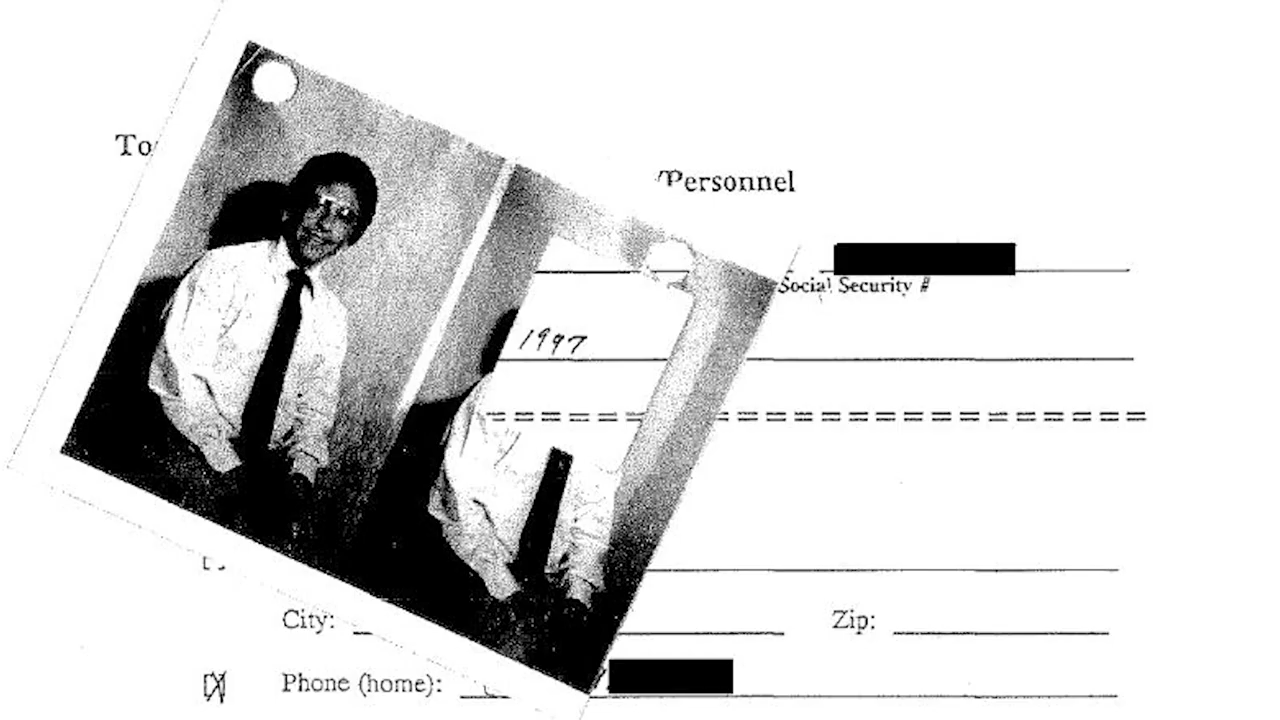 To
Personnel
Social Security #
1997
City:
Zip:
Phone (home):